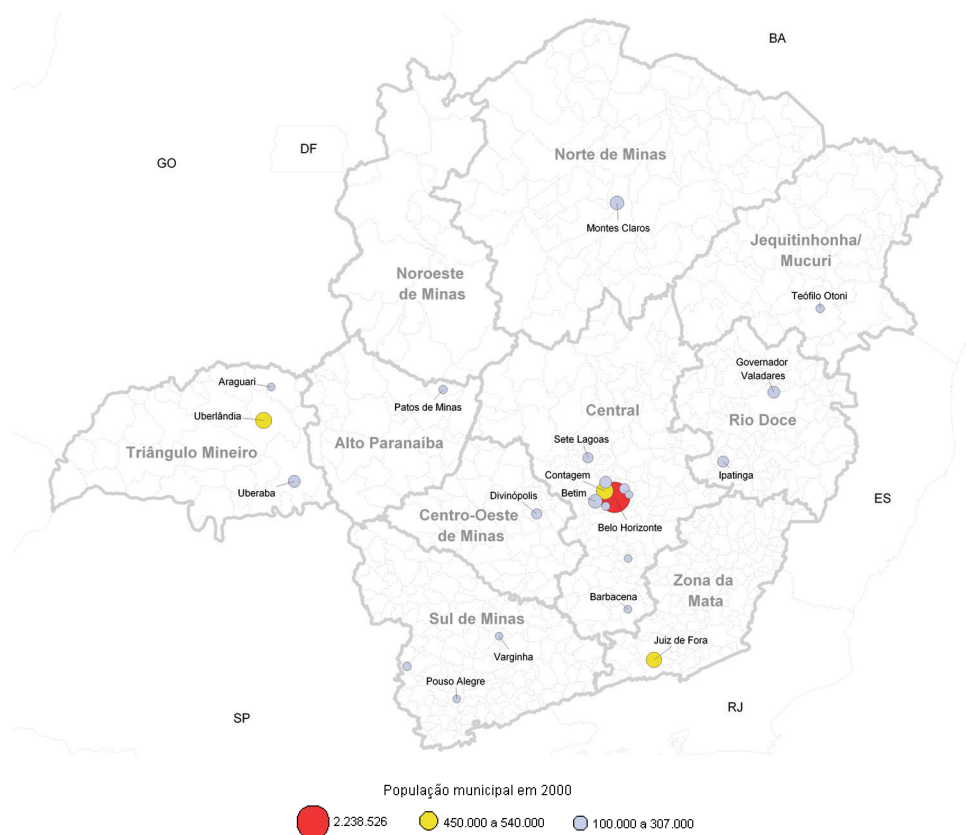 BA
GO
DF
Norte de Minas
Montes Claros
Jequitinhonha/
Mucuri
Noroeste
de Minas
Teófilo Otoni
Governador
Valadares
Araguari
Patos de Minas
Uberlândia
Central
Rio Doce
Alto Paranaíba
Sete Lagoas
Triângulo Mineiro
Ipatinga
Contagem
Uberaba
Betim
Divinópolis
ES
Centro-Oeste
de Minas
Belo Horizonte
Zona da
Mata
Barbacena
Sul de Minas
Juiz de Fora
Varginha
Pouso Alegre
RJ
SP
População municipal em 2000
2.238.526
450.000 a 540.000
100.000 a 307.000